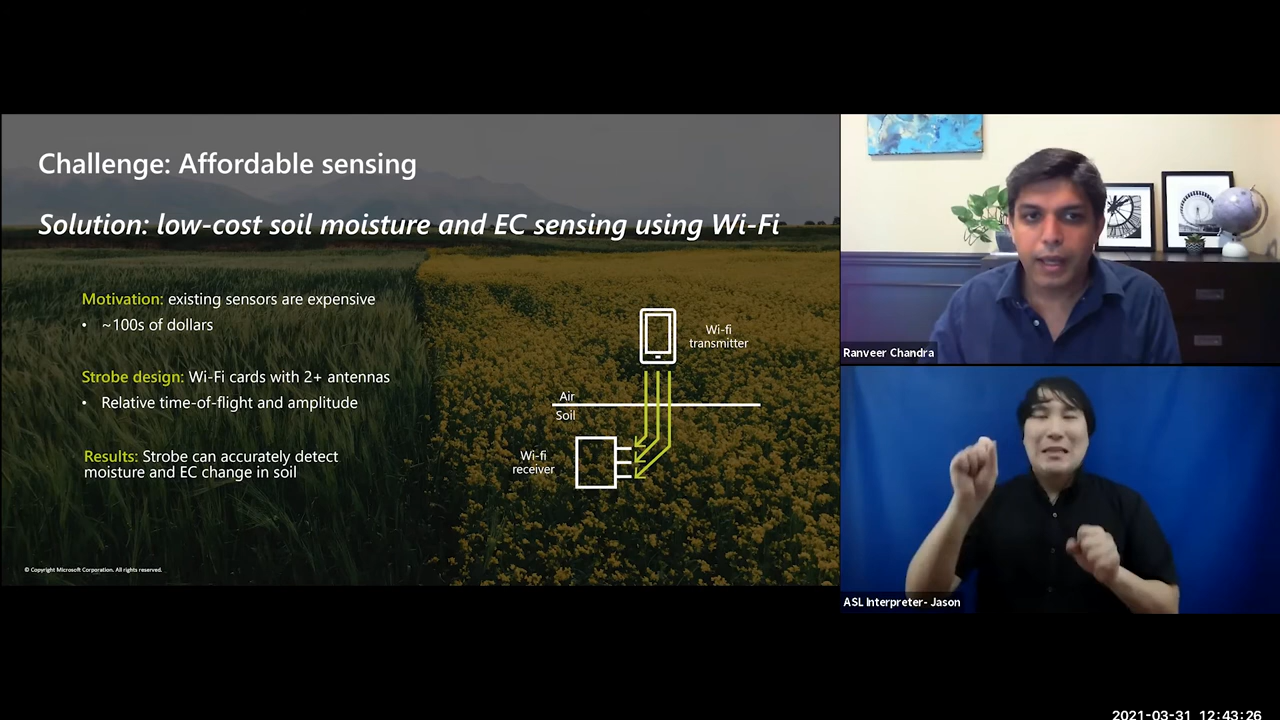 Challenge: Affordable sensing
Solution: low-cost soil moisture and EC sensing using Wi-Fi
Motivation: existing sensors are expensive
• ~100s of dollars
Strobe design: Wi-Fi cards with 2+ antennas
• Relative time-of-flight and amplitude
Results: Strobe can accurately detect
moisture and EC change in soil
Wi-fi
transmitter
Air
Soil
Wi-fi
receiver
© Copyright Microsoft Corporation. All rights reserved.
Ranveer Chandra
ASL Interpreter- Jason
2021-03-31 12:43:26